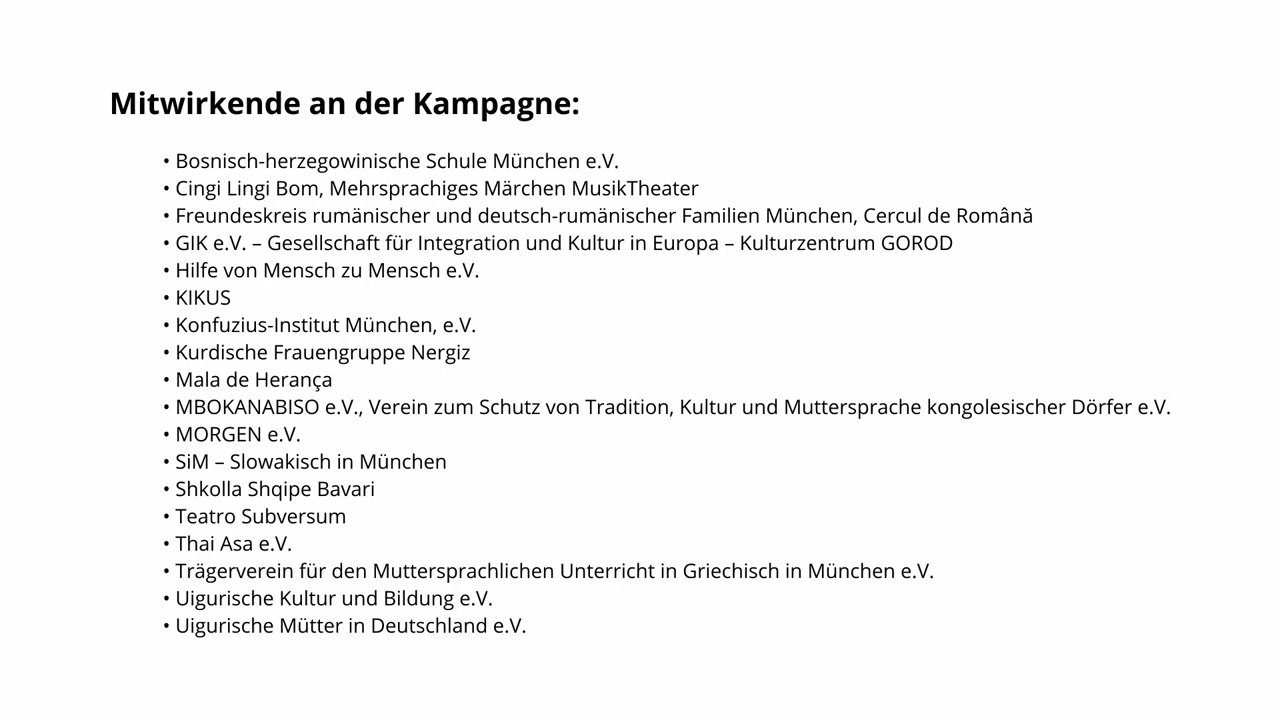 Mitwirkende an der Kampagne:
• Bosnisch-herzegowinische Schule München e.V.
• Cingi Lingi Bom, Mehrsprachiges Märchen MusikTheater
• Freundeskreis rumänischer und deutsch-rumänischer Familien München, Cercul de Română
• GIK e.V. – Gesellschaft für Integration und Kultur in Europa – Kulturzentrum GOROD
• Hilfe von Mensch zu Mensch e.V.
• KIKUS
• Konfuzius-Institut München, e.V.
• Kurdische Frauengruppe Nergiz
• Mala de Herança
• MBOKANABISO e.V., Verein zum Schutz von Tradition, Kultur und Muttersprache kongolesischer Dörfer e.V.
• MORGEN e.V.
• SiM – Slowakisch in München
• Shkolla Shqipe Bavari
• Teatro Subversum
• Thai Asa e.V.
• Trägerverein für den Muttersprachlichen Unterricht in Griechisch in München e.V.
• Uigurische Kultur und Bildung e.V.
• Uigurische Mütter in Deutschland e.V.